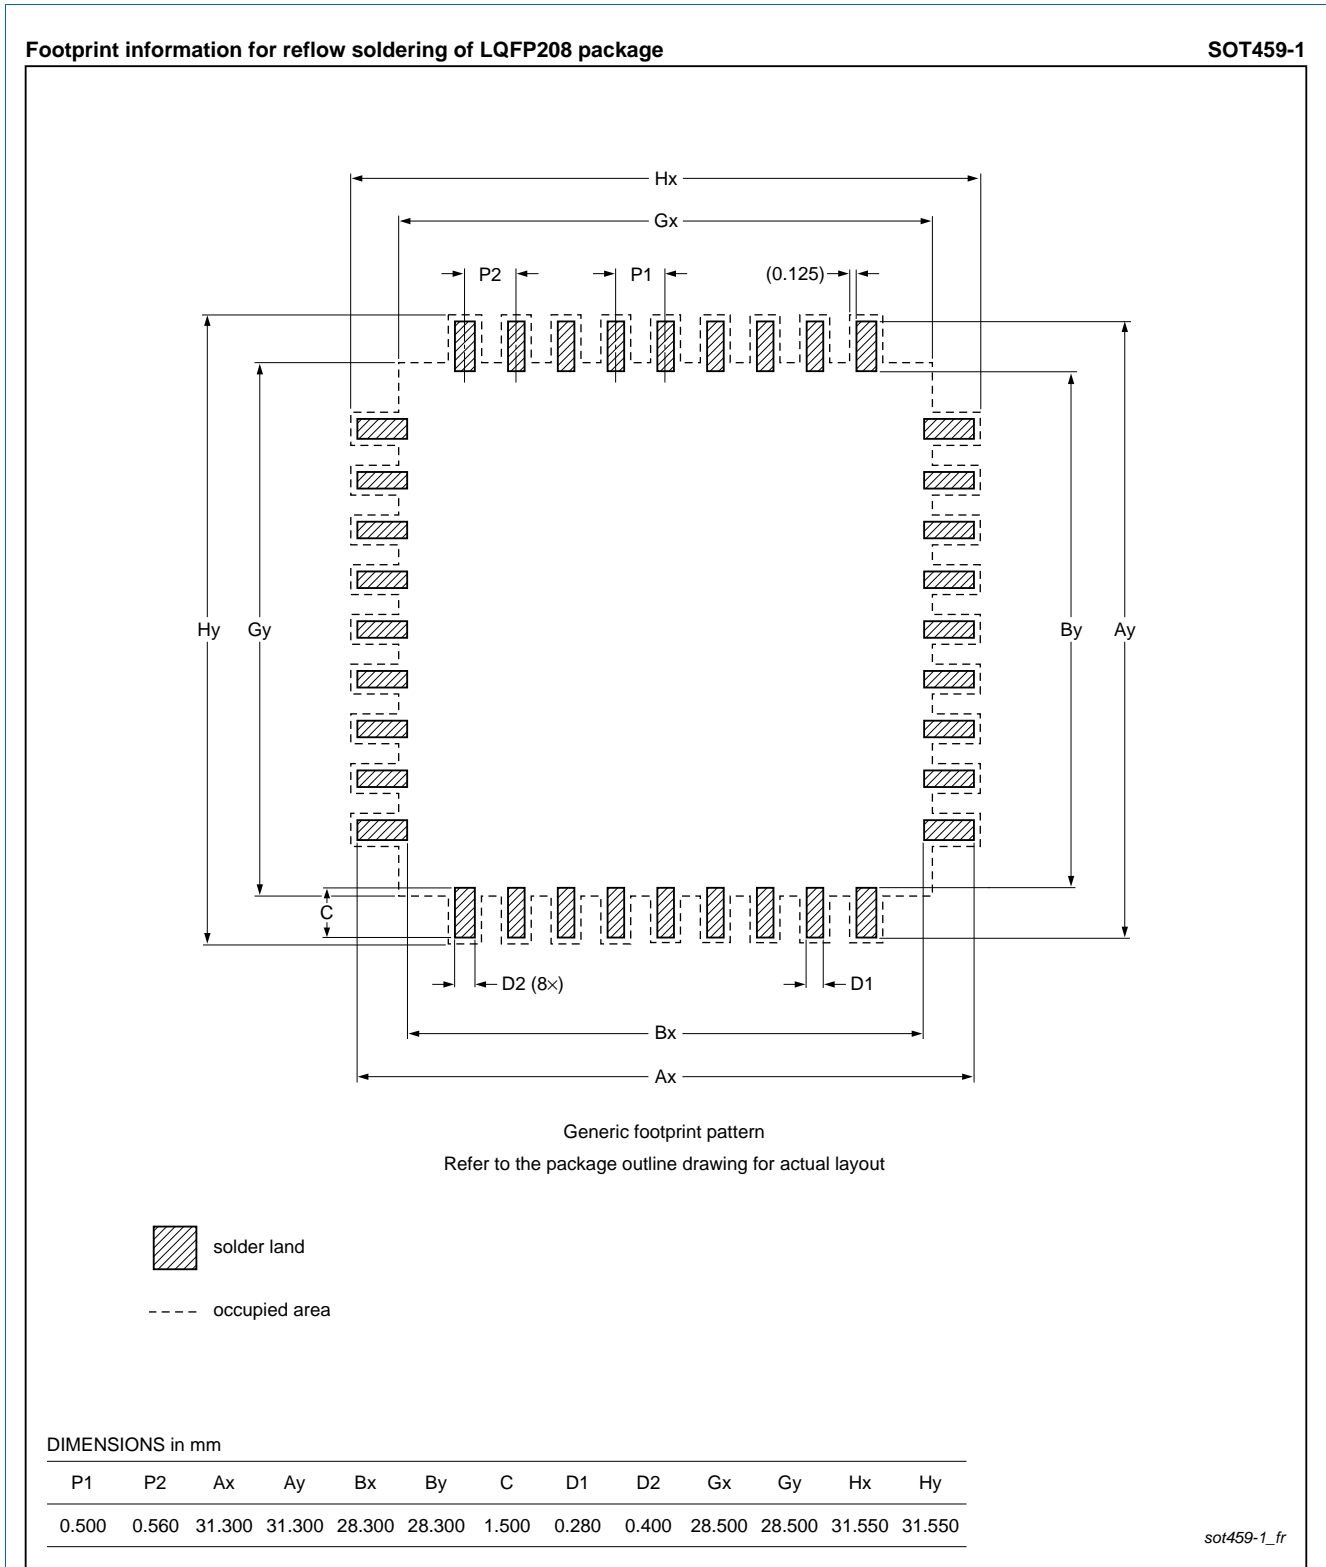 Footprint information for reflow soldering of LQFP208 package SOT459-1
Hx
Gx
P2 P1 (0.125)
Hy Gy By Ay
C
D2 (8×) D1
Bx
Ax
Generic footprint pattern
Refer to the package outline drawing for actual layout
solder land
occupied area
DIMENSIONS in mm
P1 P2 Ax Ay Bx By C D1 D2 Gx Gy Hx Hy
0.500 0.560 31.300 31.300 28.300 28.300 1.500 0.280 0.400 28.500 28.500 31.550 31.550
sot459-1_fr